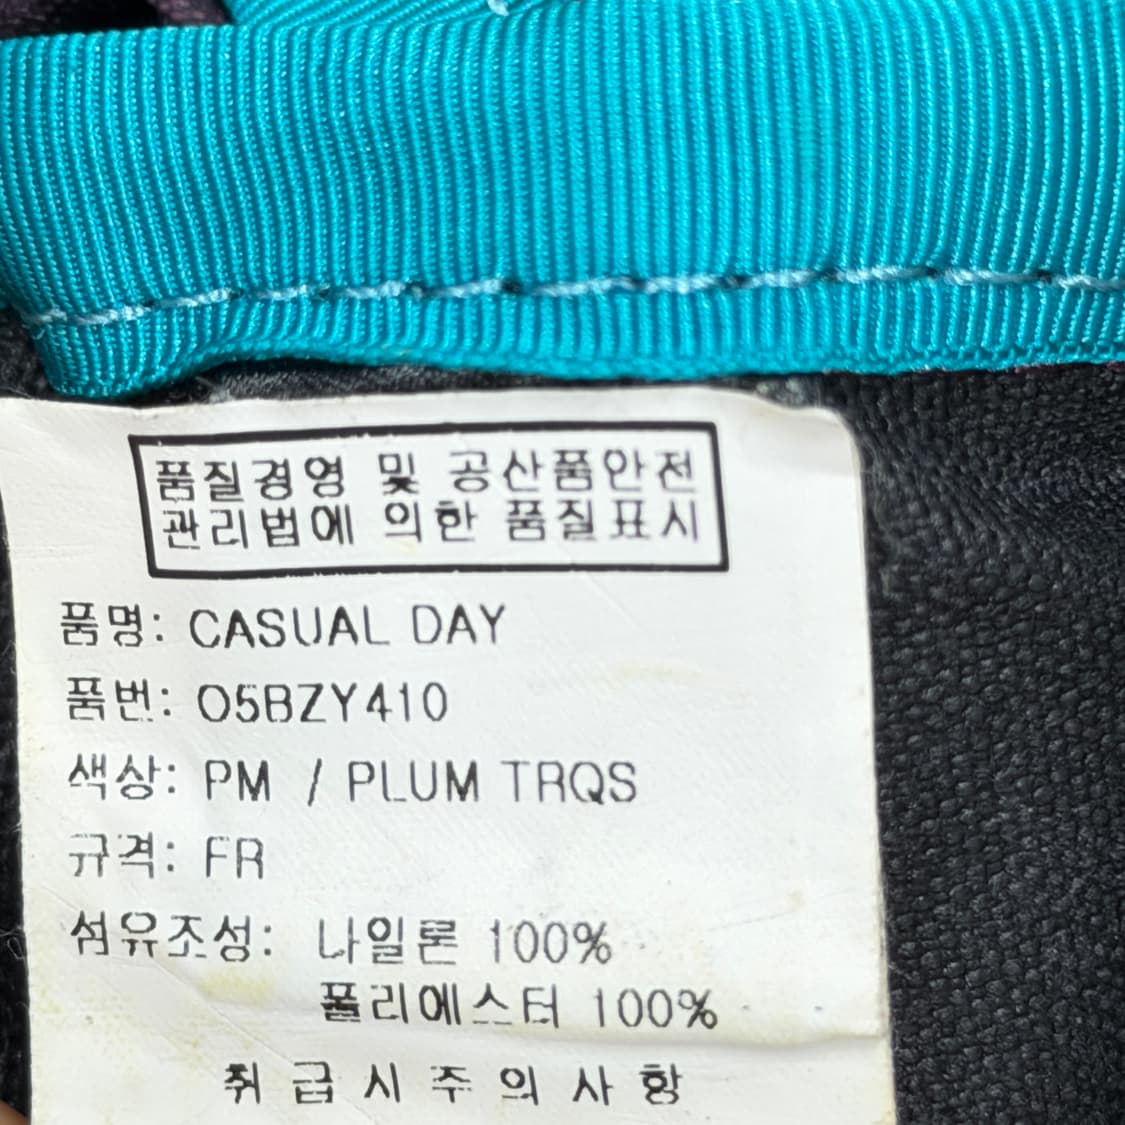 품질경영 및 공산품안전
관리법에 의한 품질표시
품명: CASUAL DAY
품번: O5BZY410
색상: PM / PLUM TRQS
규격: FR
섬유조성: 나일론 100%
폴리에스터 100%
취급시주의사항